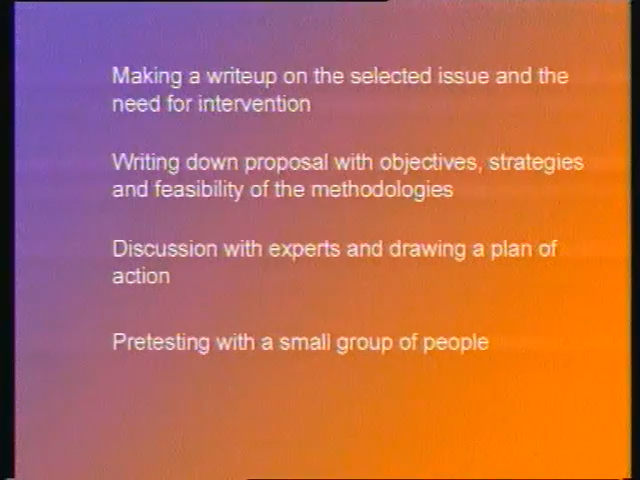 Making a writeup on the selected issue and the
need for intervention
Writing down proposal with objectives, strategies
and feasibility of the methodologies
Discussion with experts and drawing a plan of
action
Pretesting with a small group of people